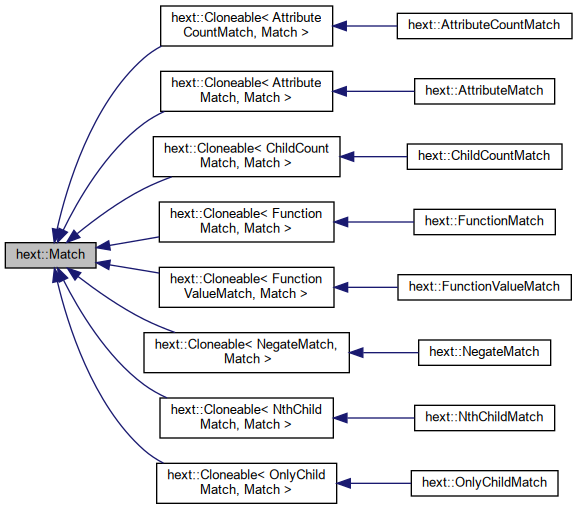 hext::Cloneable< Attribute
CountMatch, Match >
hext::AttributeCountMatch
hext::Cloneable< Attribute
Match, Match >
hext::AttributeMatch
hext::Cloneable< ChildCount
Match, Match >
hext::ChildCountMatch
hext::Cloneable< Function
Match, Match >
hext::FunctionMatch
hext::Match
hext::Cloneable< Function
ValueMatch, Match >
hext::FunctionValueMatch
hext::Cloneable< NegateMatch,
Match >
hext::NegateMatch
hext::Cloneable< NthChild
Match, Match >
hext::NthChildMatch
hext::Cloneable< OnlyChild
Match, Match >
hext::OnlyChildMatch